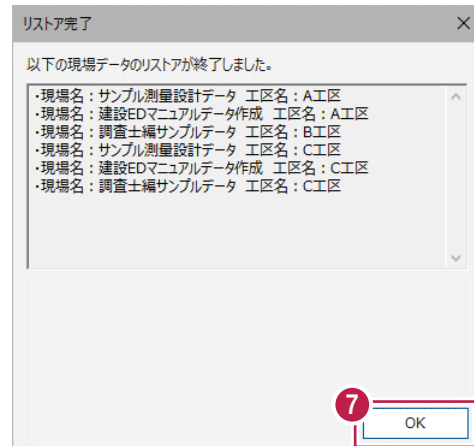 リストア完了
以下の現場データのリストアが終了しました。
・現場名：サンプル測量設計データ 工区名：A工区
・現場名：建設EDマニュアルデータ作成 工区名：A工区
・現場名：調査士編サンプルデータ 工区名：B工区
・現場名：サンプル測量設計データ 工区名：C工区
・現場名：建設EDマニュアルデータ作成 工区名：C工区
・現場名：調査士編サンプルデータ 工区名：C工区
7
OK